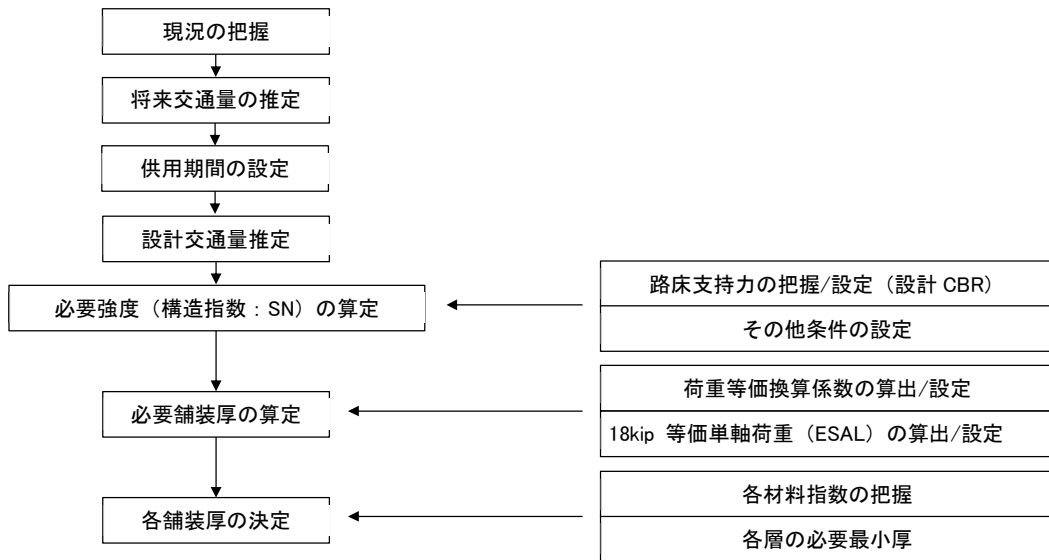 現況の把握
将来交通量の推定
供用期間の設定
設計交通量推定
必要強度（構造指数：SN）の算定
路床支持力の把握/設定（設計 CBR）
その他条件の設定
必要舗装厚の算定
荷重等価換算係数の算出/設定
18kip 等価単軸荷重（ESAL）の算出/設定
各舗装厚の決定
各材料指数の把握
各層の必要最小厚